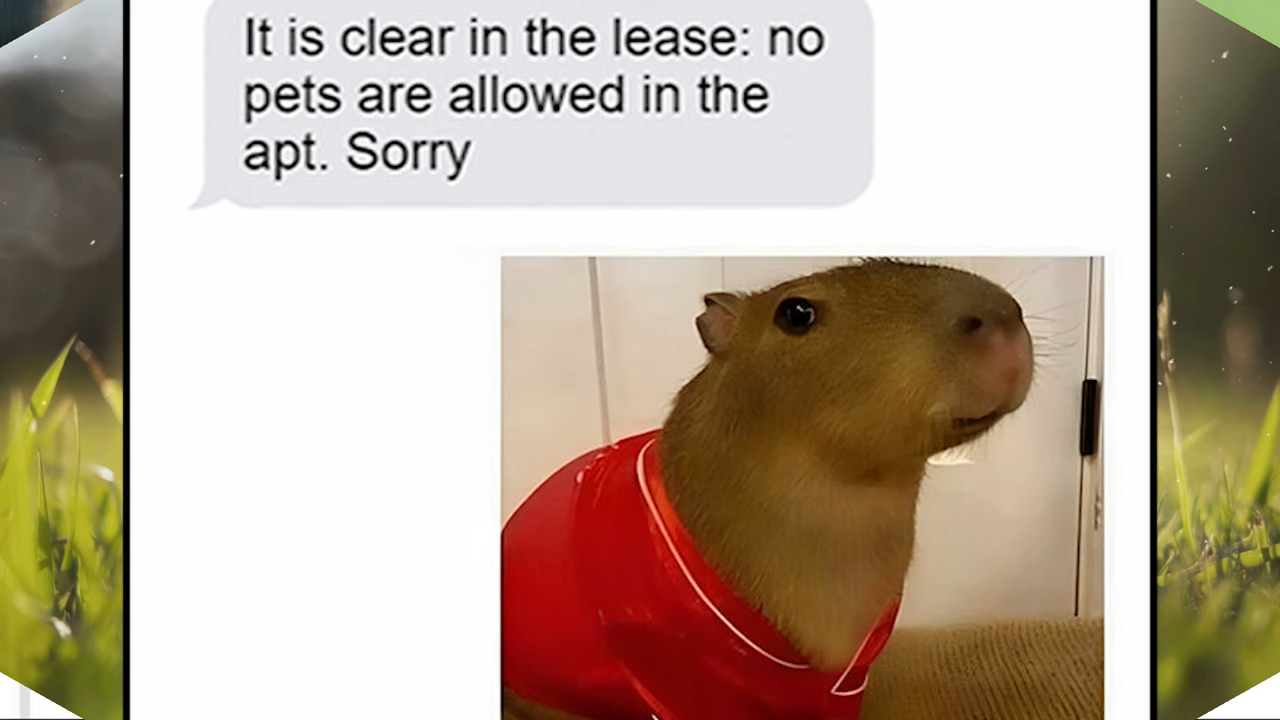 It is clear in the lease: no
pets are allowed in the
apt. Sorry